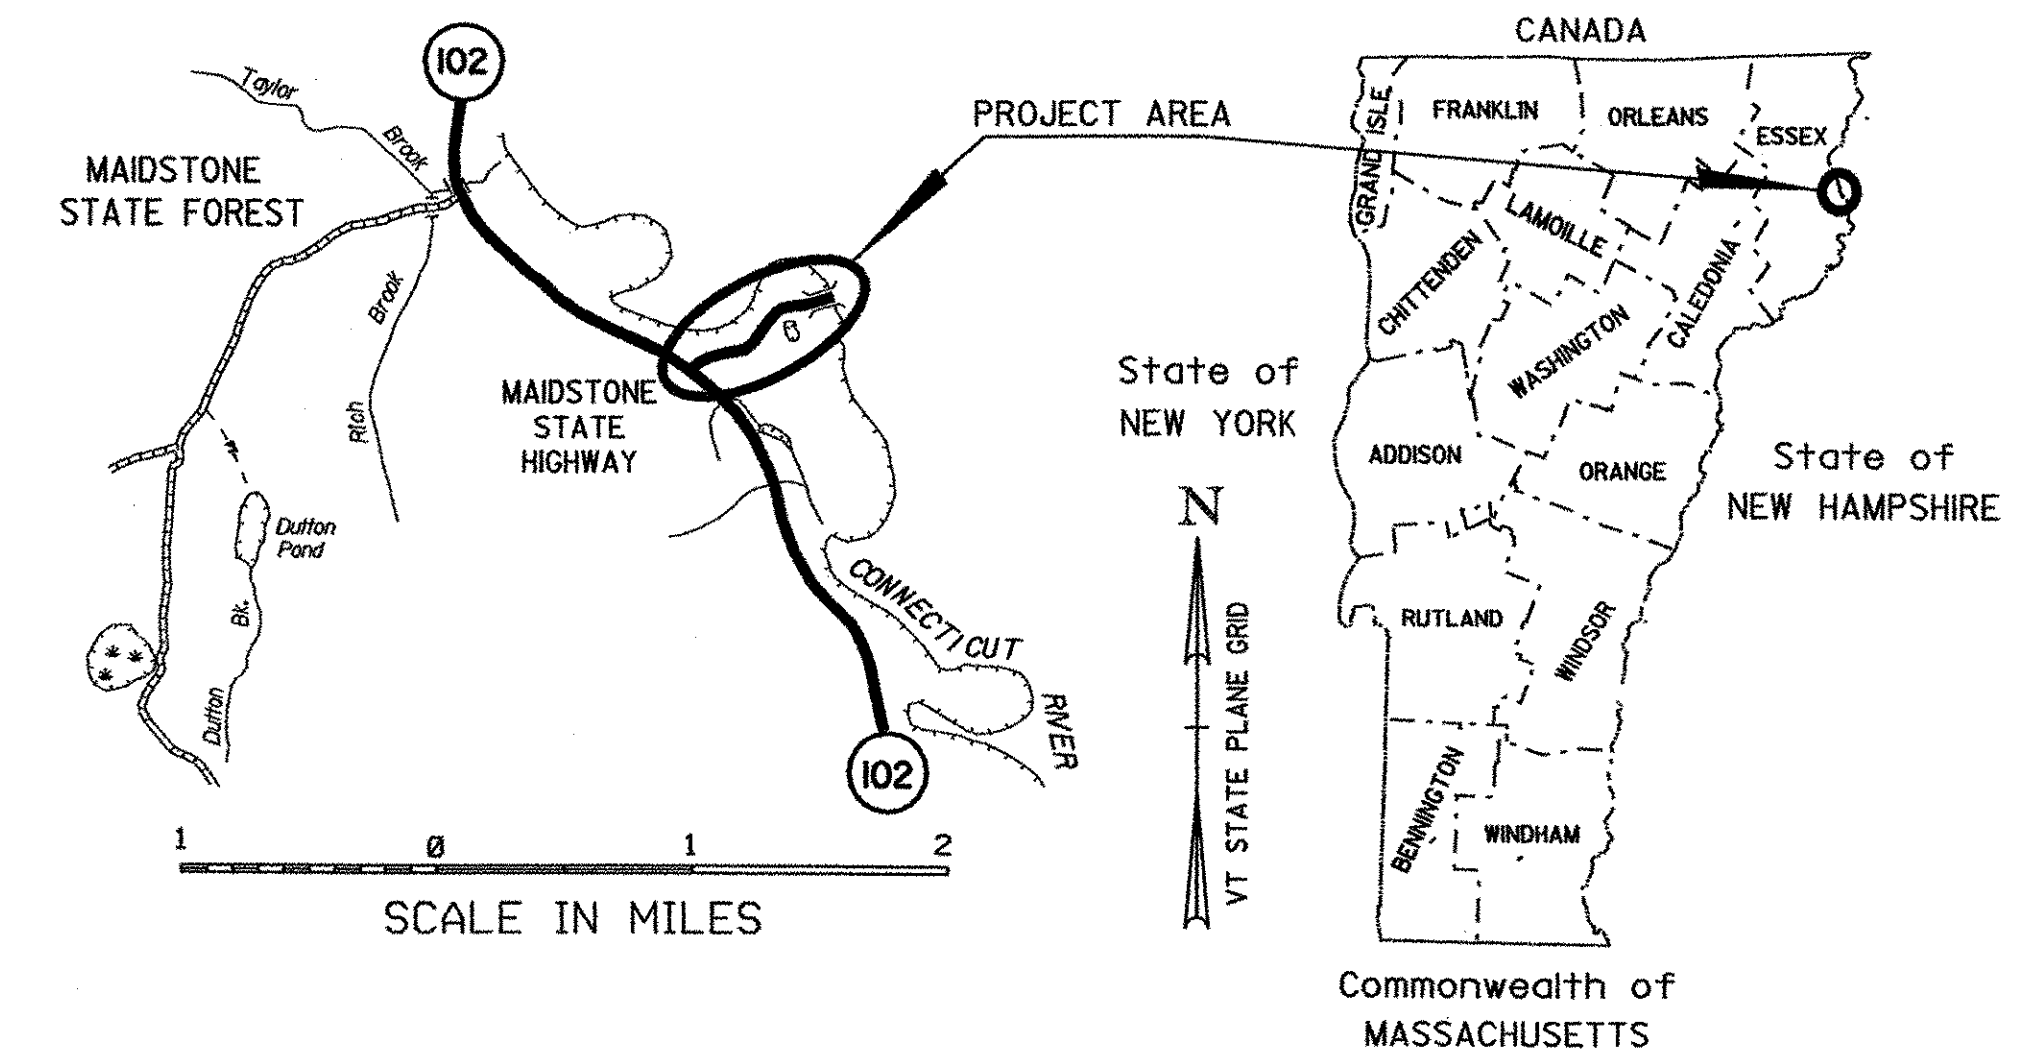 102
Taylor
Brook
MAIDSTONE
STATE FOREST
Brook
Rich
MAIDSTONE
STATE
HIGHWAY
Dutton
Pond
Bk.
Dutton
CONNECTICUT
RIVER
102
1 0 1 2
SCALE IN MILES
PROJECT AREA
CANADA
GRAND ISLE
FRANKLIN
ORLEANS
ESSEX
LAMOILLE
CHITTENDEN
CALEDONIA
WASHINGTON
State of
NEW YORK
ADDISON
ORANGE
State of
NEW HAMPSHIRE
N
VT STATE PLANE GRID
RUTLAND
WINDSOR
BENNINGTON
WINDHAM
Commonwealth of
MASSACHUSETTS